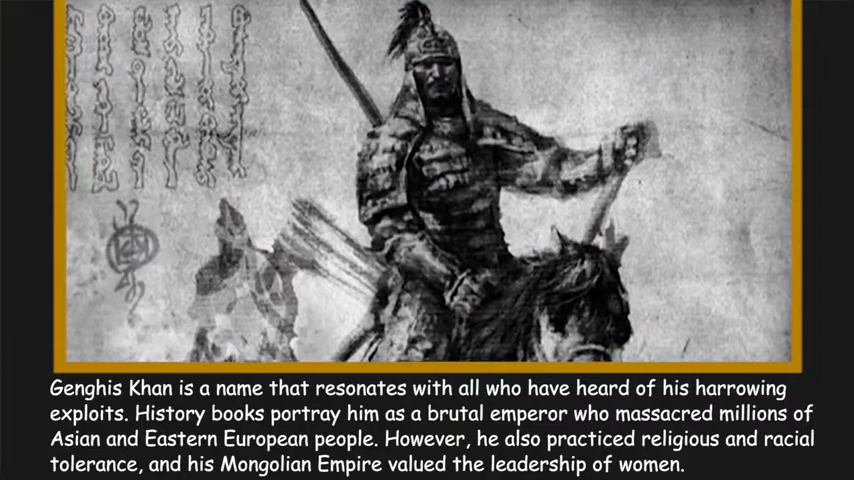 Genghis Khan is a name that resonates with all who have heard of his harrowing
exploits. History books portray him as a brutal emperor who massacred millions of
Asian and Eastern European people. However, he also practiced religious and racial
tolerance, and his Mongolian Empire valued the leadership of women.